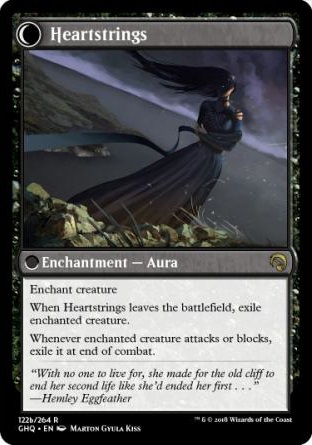 Heartstrings
Enchantment — Aura
Enchant creature
When Heartstrings leaves the battlefield, exile
enchanted creature.
Whenever enchanted creature attacks or blocks,
exile it at end of combat.
“With no one to live for, she made for the old cliff to
end her second life like she’d ended her first . . .”
—Hemley Eggfeather
122b/264 R
GHQ • EN Marton Gyula Kiss
™ & © 2018 Wizards of the Coast